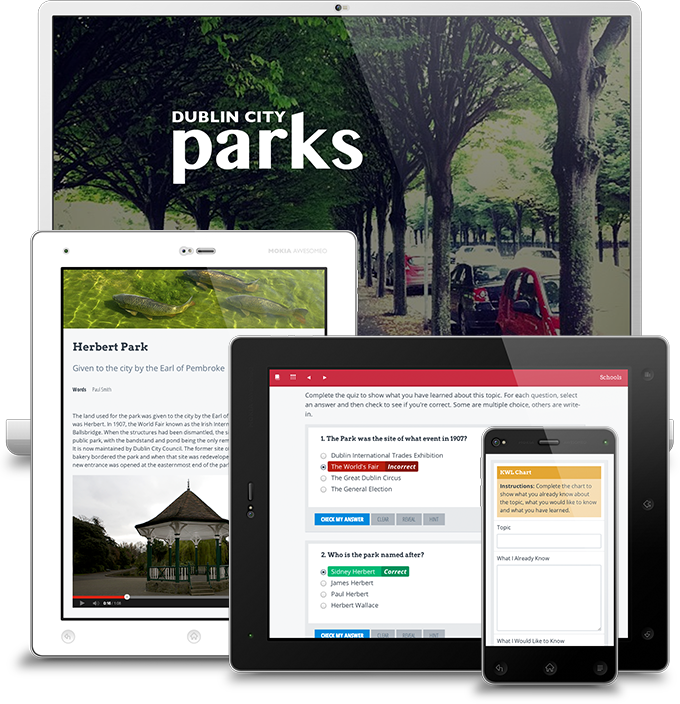 DUBLIN CITY
parks
MOKIA AWESOMEO
Herbert Park
Given to the city by the Earl of Pembroke
Words Paul Smith
The land used for the park was given to the city by the Earl of
was Herbert. In 1907, the World Fair known as the Irish Intern
Ballsbridge. When the structures had been dismantled, the si
public park, with the bandstand and pond being the only rem
It is now maintained by Dublin City Council. The former site o
bakery bordered the park and when that site was redevelope
new entrance was opened at the easternmost end of the par
0:16 / 1:08
Schools
Complete the quiz to show what you have learned about this topic. For each question, select
an answer and then check to see if you're correct. Some are multiple choice, others are write-
in.
1. The Park was the site of what event in 1907?
Dublin International Trades Exhibition
The World's Fair Incorrect
The Great Dublin Circus
The General Election
CHECK MY ANSWER CLEAR REVEAL HINT
2. Who is the park named after?
Sidney Herbert Correct
James Herbert
Paul Herbert
Herbert Wallace
CHECK MY ANSWER CLEAR REVEAL HINT
KWL Chart
Instructions: Complete the chart to
show what you already know about
the topic, what you would like to know
and what you have learned.
Topic
What I Already Know
What I Would Like to Know